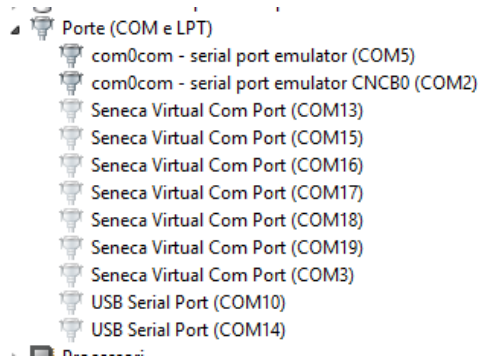 Porte (COM e LPT)
com0com - serial port emulator (COM5)
com0com - serial port emulator CNCB0 (COM2)
Seneca Virtual Com Port (COM13)
Seneca Virtual Com Port (COM15)
Seneca Virtual Com Port (COM16)
Seneca Virtual Com Port (COM17)
Seneca Virtual Com Port (COM18)
Seneca Virtual Com Port (COM19)
Seneca Virtual Com Port (COM3)
USB Serial Port (COM10)
USB Serial Port (COM14)